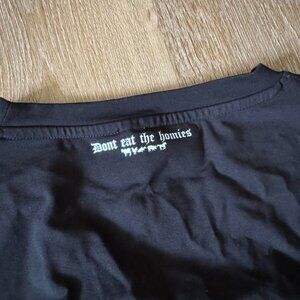 Dont eat the homies